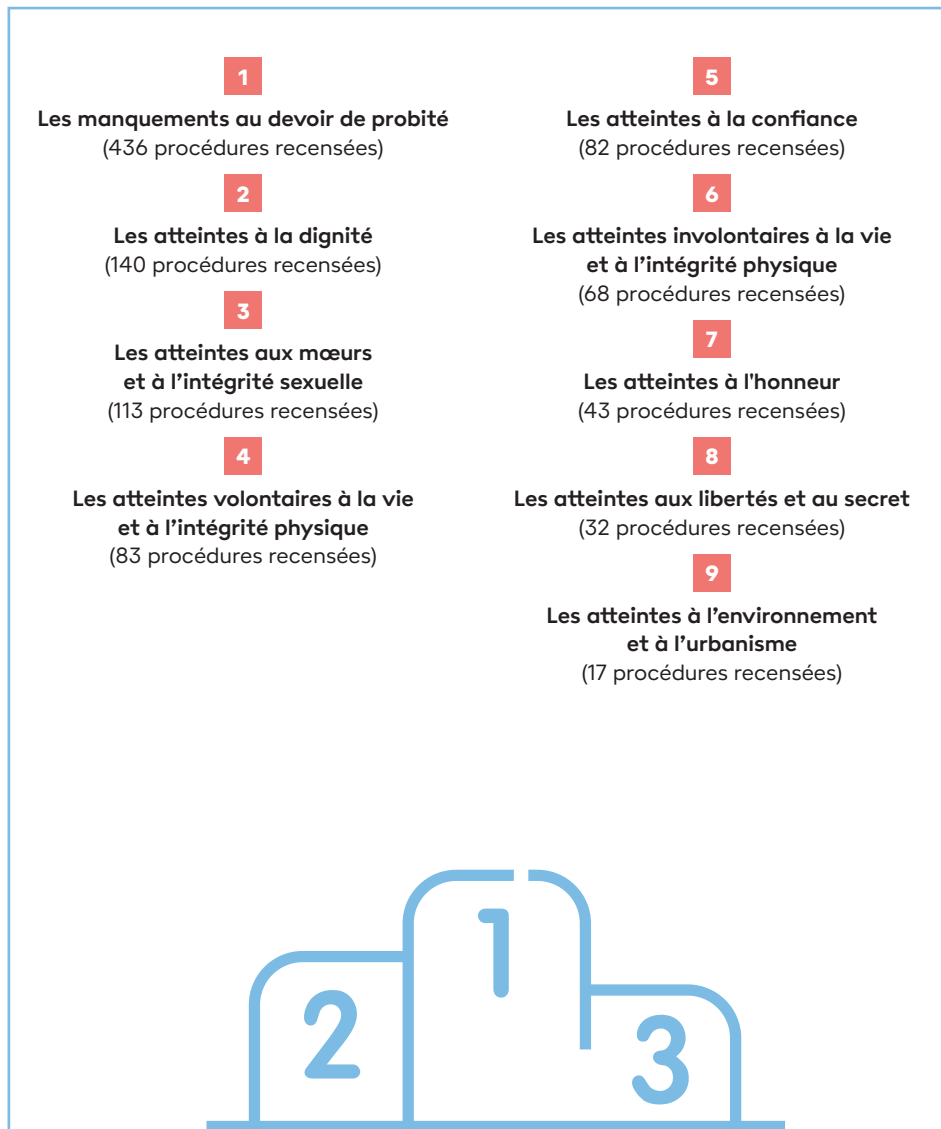 1
Les manquements au devoir de probité
(436 procédures recensées)
2
Les atteintes à la dignité
(140 procédures recensées)
3
Les atteintes aux mœurs
et à l’intégrité sexuelle
(113 procédures recensées)
4
Les atteintes volontaires à la vie
et à l’intégrité physique
(83 procédures recensées)
5
Les atteintes à la confiance
(82 procédures recensées)
6
Les atteintes involontaires à la vie
et à l’intégrité physique
(68 procédures recensées)
7
Les atteintes à l'honneur
(43 procédures recensées)
8
Les atteintes aux libertés et au secret
(32 procédures recensées)
9
Les atteintes à l’environnement
et à l’urbanisme
(17 procédures recensées)
2
1
3